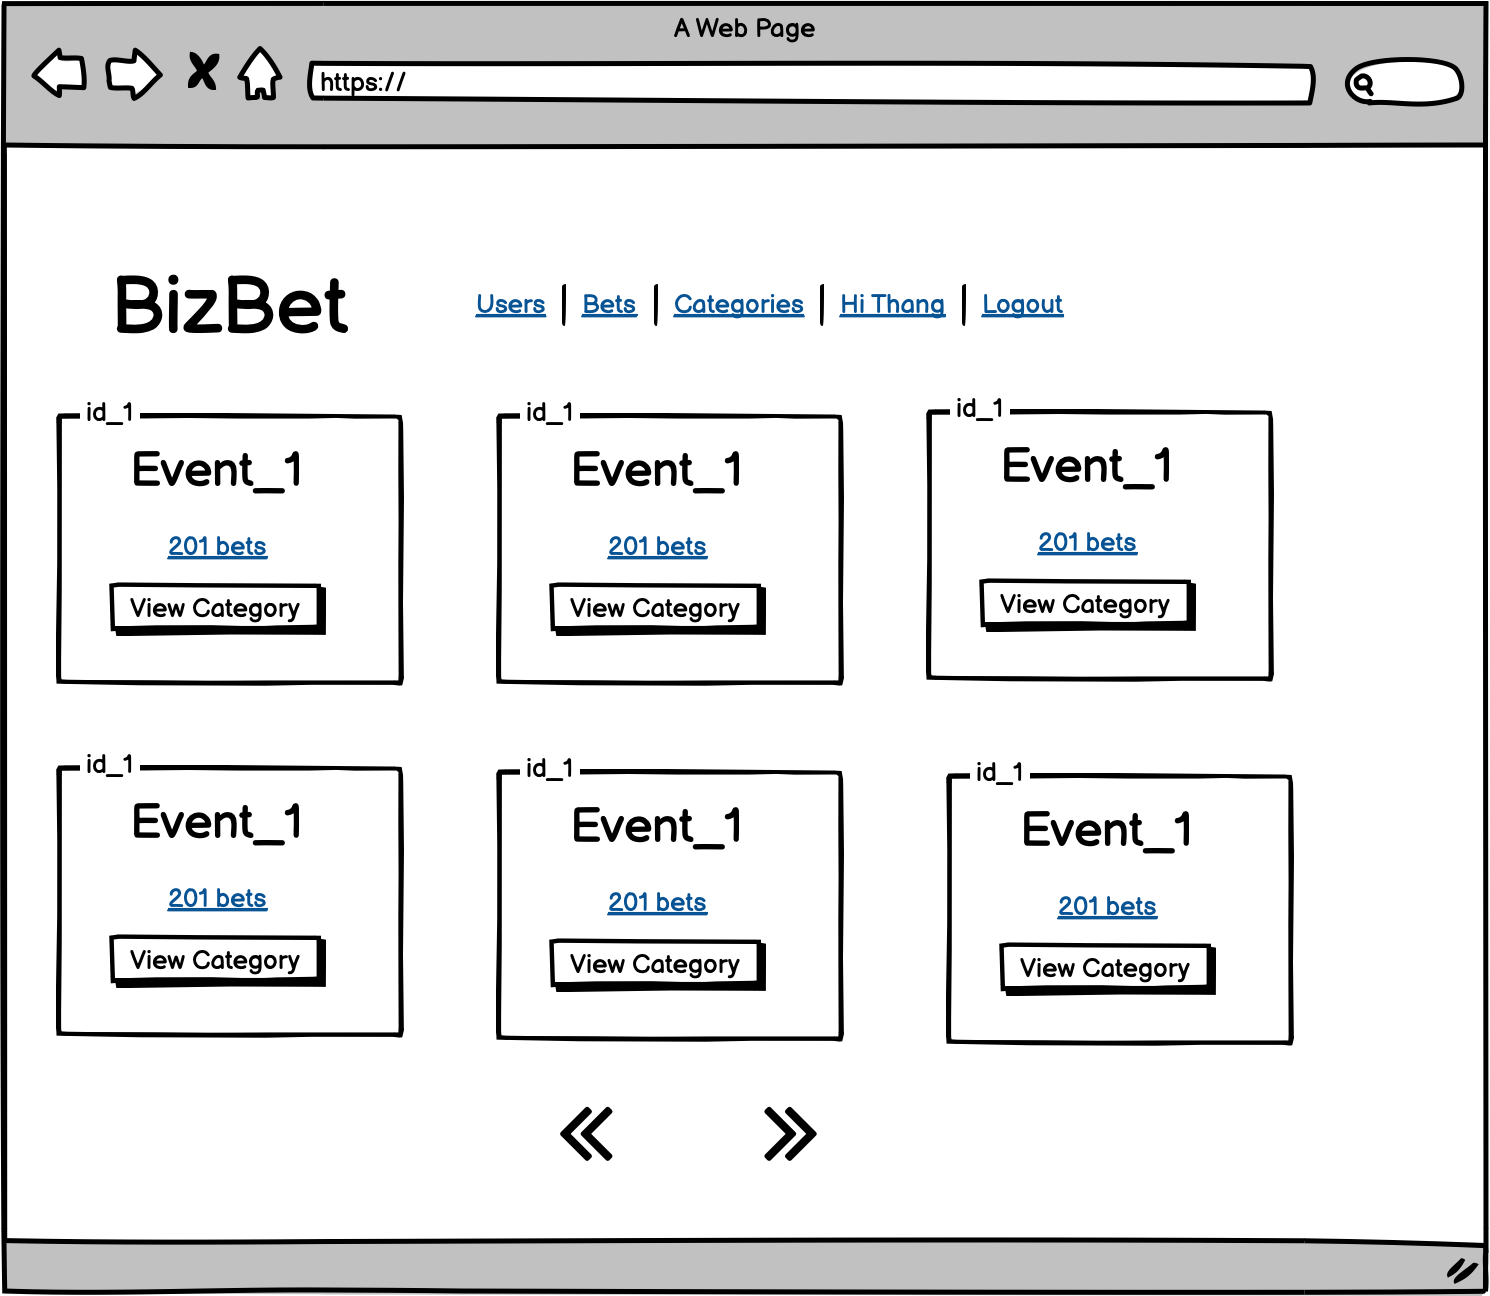 A Web Page
https://
BizBet
Users Bets Categories Hi Thang Logout
id_1 id_1 id_1
Event_1 Event_1 Event_1
201 bets 201 bets 201 bets
View Category View Category View Category
id_1 id_1 id_1
Event_1 Event_1 Event_1
201 bets 201 bets 201 bets
View Category View Category View Category